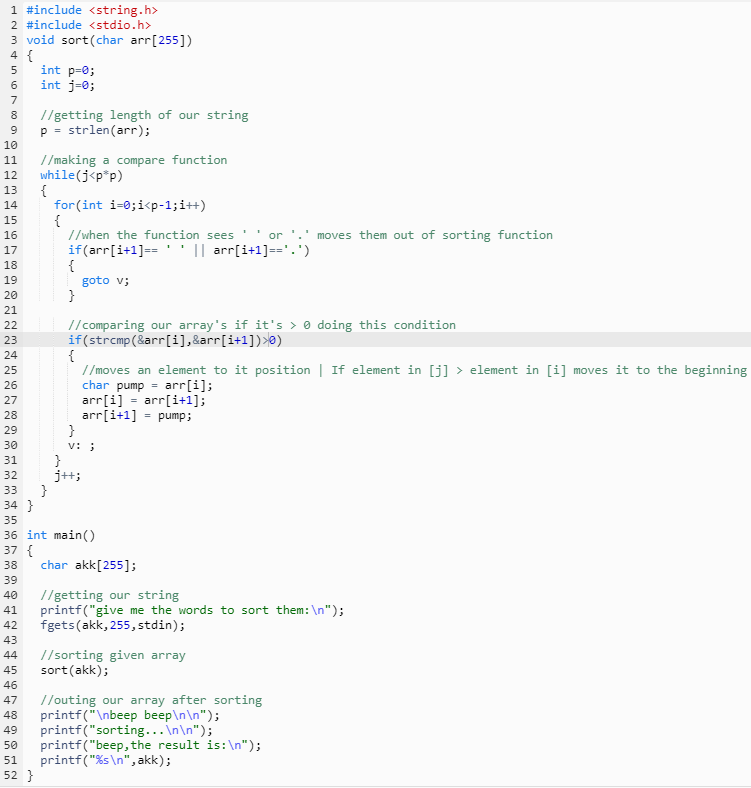 1 #include <string.h>
2 #include <stdio.h>
3 void sort(char arr[255])
4 {
5   int p=0;
6   int j=0;
7
8   //getting length of our string
9   p = strlen(arr);
10
11   //making a compare function
12   while(j<p*p)
13   {
14     for(int i=0;i<p-1;i++)
15     {
16       //when the function sees ' ' or '.' moves them out of sorting function
17       if(arr[i+1]== ' ' || arr[i+1]=='.')
18       {
19         goto v;
20       }
21
22       //comparing our array's if it's > 0 doing this condition
23       if(strcmp(&arr[i],&arr[i+1])>0)
24       {
25         //moves an element to it position | If element in [j] > element in [i] moves it to the beginning
26         char pump = arr[i];
27         arr[i] = arr[i+1];
28         arr[i+1] = pump;
29       }
30       v: ;
31     }
32     j++;
33   }
34 }
35
36 int main()
37 {
38   char akk[255];
39
40   //getting our string
41   printf("give me the words to sort them:\n");
42   fgets(akk,255,stdin);
43
44   //sorting given array
45   sort(akk);
46
47   //outing our array after sorting
48   printf("\nbeep beep\n\n");
49   printf("sorting...\n\n");
50   printf("beep,the result is:\n");
51   printf("%s\n",akk);
52 }